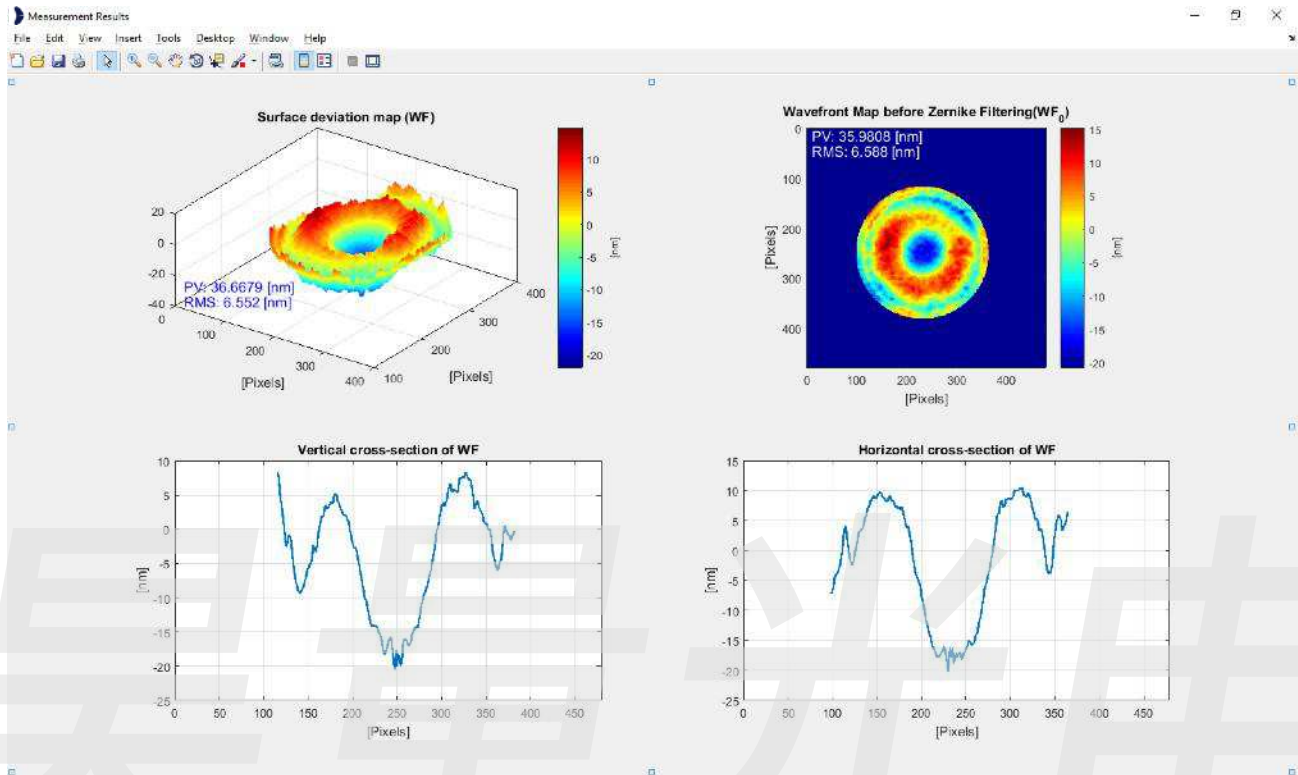 Measurement Results
File Edit View Insert Tools Desktop Window Help
Surface deviation map (WF)
20
0
-20
-40
PV: 36.6679 [nm]
RMS: 6.552 [nm]
0
100
200
300
400
[Pixels]
100
200
300
400
[Pixels]
10
5
0
-5
-10
-15
-20
[nm]
Wavefront Map before Zernike Filtering(WF0)
PV: 35.9808 [nm]
RMS: 6.588 [nm]
0
100
200
300
400
[Pixels]
0 100 200 300 400
[Pixels]
15
10
5
0
-5
-10
-15
-20
[nm]
Vertical cross-section of WF
10
5
0
-5
-10
-15
-20
-25
[nm]
0 50 100 150 200 250 300 350 400 450
[Pixels]
Horizontal cross-section of WF
15
10
5
0
-5
-10
-15
-20
-25
[nm]
0 50 100 150 200 250 300 350 400 450
[Pixels]